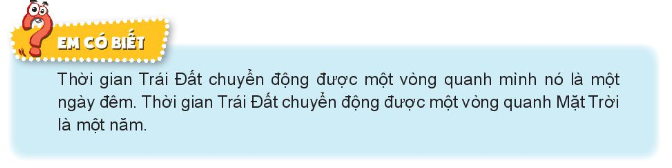 EM CÓ BIẾT
Thời gian Trái Đất chuyển động được một vòng quanh mình nó là một
ngày đêm. Thời gian Trái Đất chuyển động được một vòng quanh Mặt Trời
là một năm.